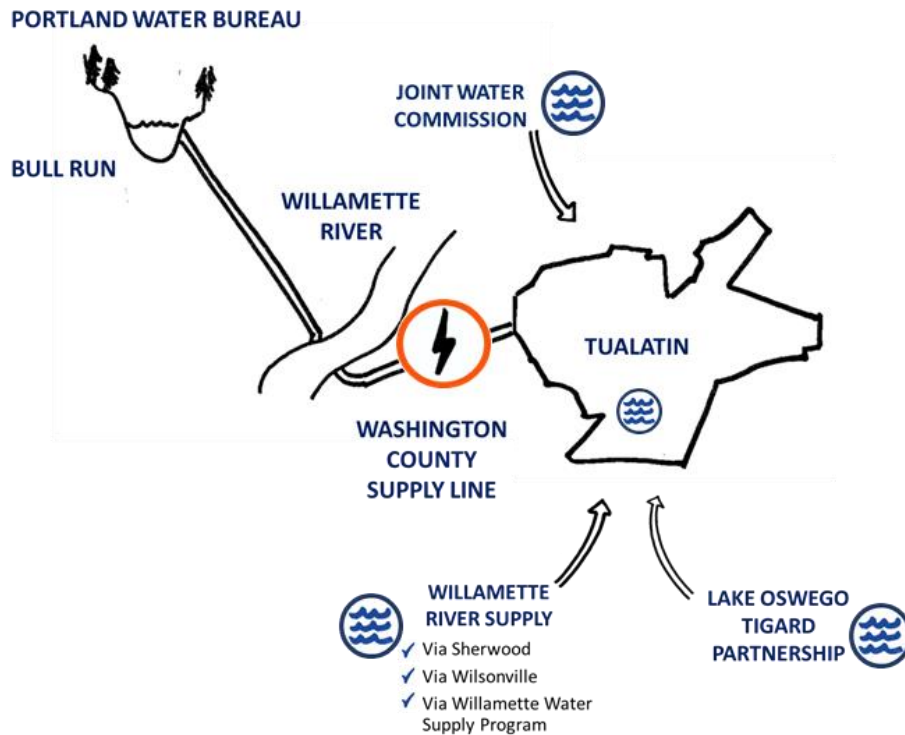 PORTLAND WATER BUREAU
BULL RUN
JOINT WATER
COMMISSION
WILLAMETTE
RIVER
TUALATIN
WASHINGTON
COUNTY
SUPPLY LINE
WILLAMETTE
RIVER SUPPLY
Via Sherwood
Via Wilsonville
Via Willamette Water
Supply Program
LAKE OSWEGO
TIGARD
PARTNERSHIP